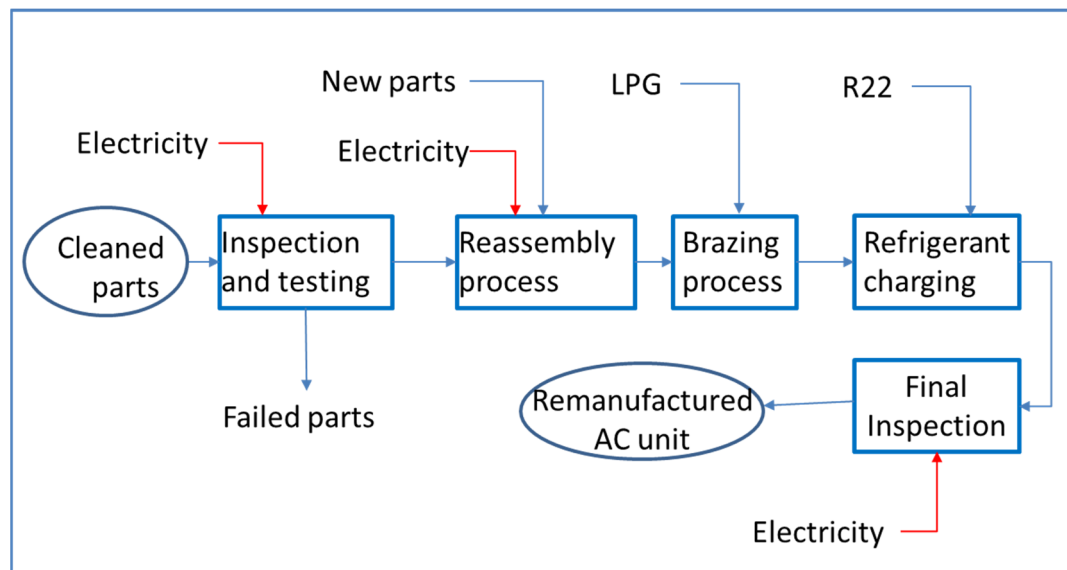 New parts
LPG
R22
Electricity
Electricity
Cleaned
parts
Inspection
and testing
Reassembly
process
Brazing
process
Refrigerant
charging
Failed parts
Remanufactured
AC unit
Final
Inspection
Electricity